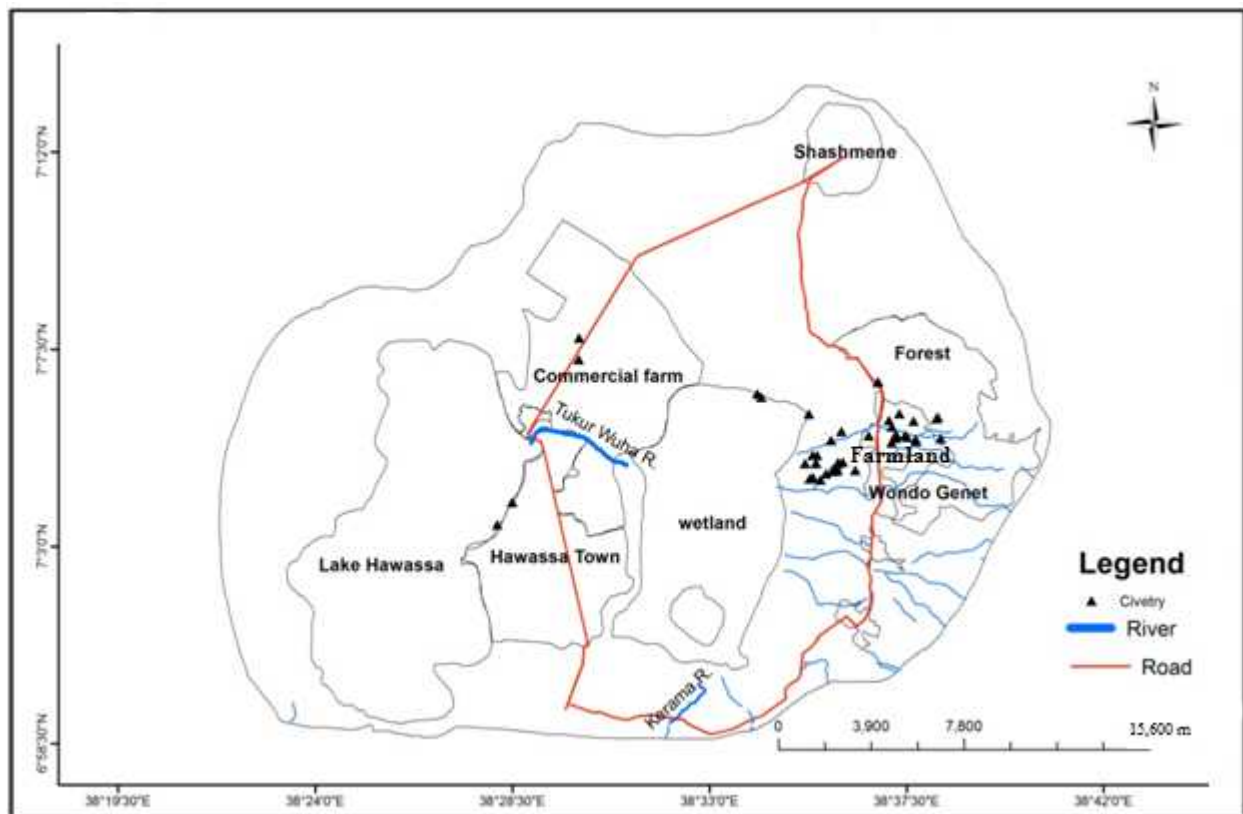 N
7°12'0"N
Shashmene
7°7'30"N
Forest
Commercial farm
Tukur Wuha R.
Farmland
Wondo Genet
wetland
7°3'0"N
Lake Hawassa
Hawassa Town
Legend
Civetry
River
Road
Kerama R.
6°58'30"N
0 3,900 7,800 15,600 m
38°19'30"E 38°24'0"E 38°28'30"E 38°33'0"E 38°37'30"E 38°42'0"E